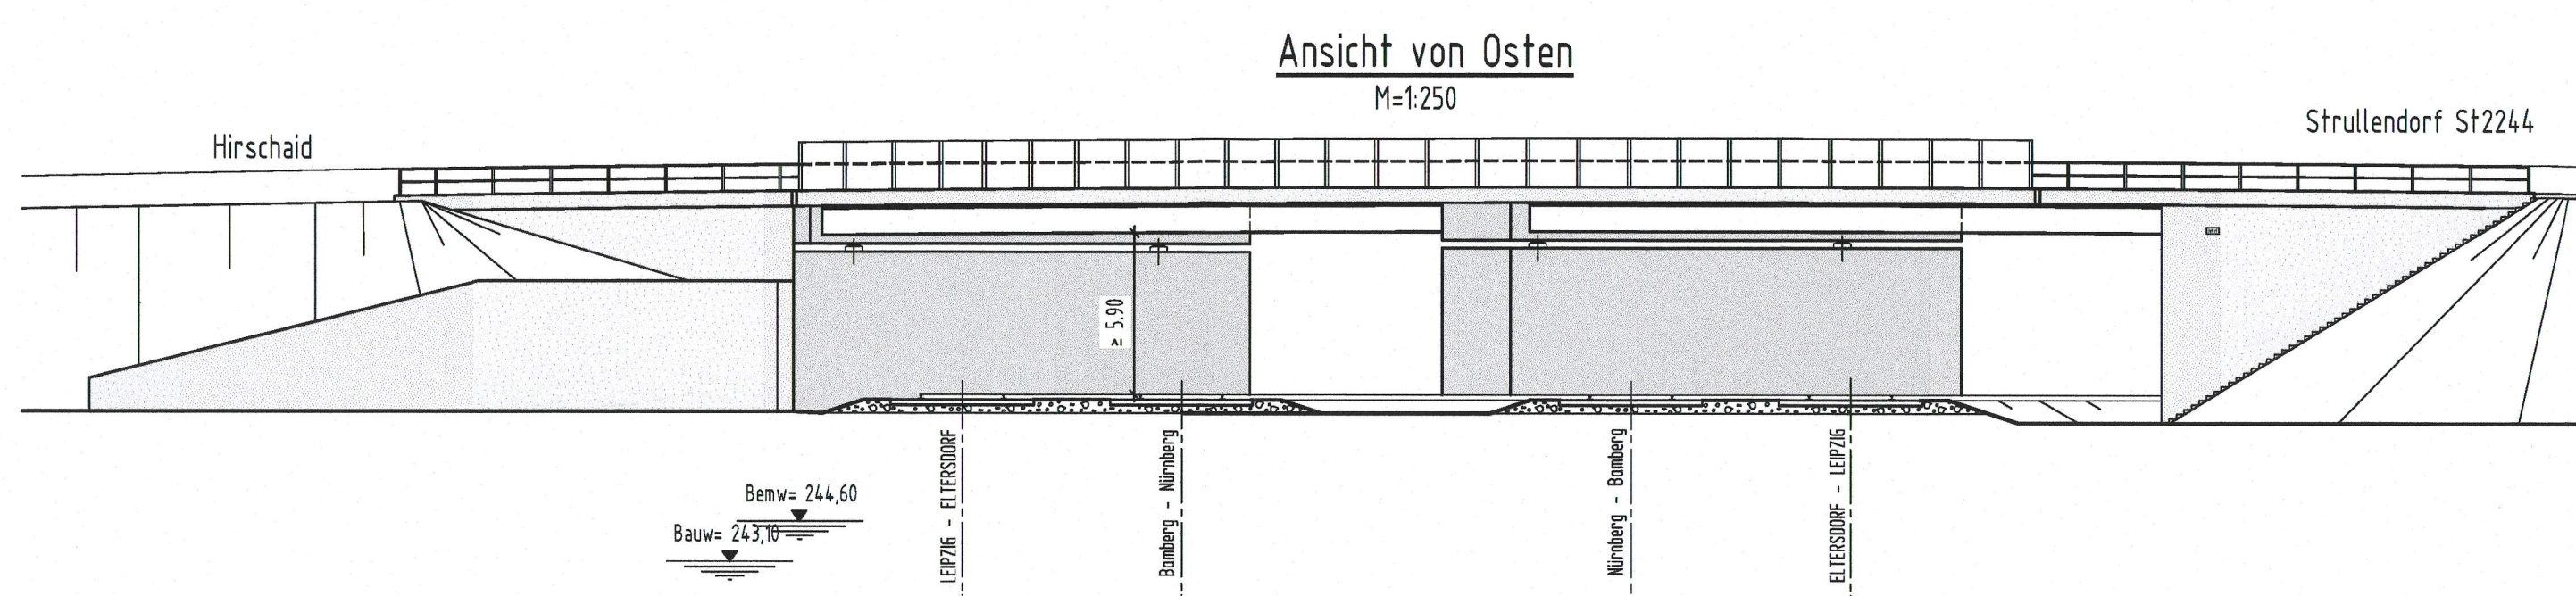 Ansicht von Osten
M=1:250
Hirschaid
Strullendorf St2244
≥ 5.90
LEIPZIG - ELTERSDORF
Bamberg - Nürnberg
Nürnberg - Bamberg
ELTERSDORF - LEIPZIG
Bemw= 244,60
Bauw= 243,10